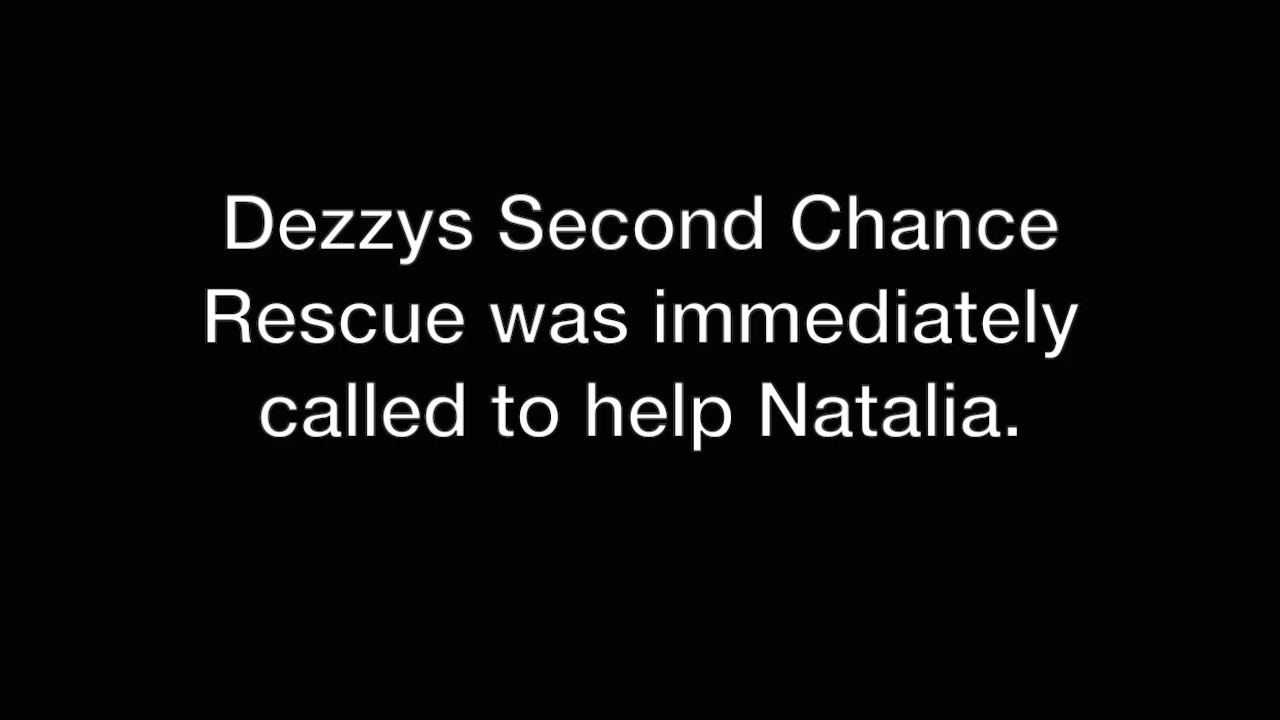 Dezzys Second Chance
Rescue was immediately
called to help Natalia.